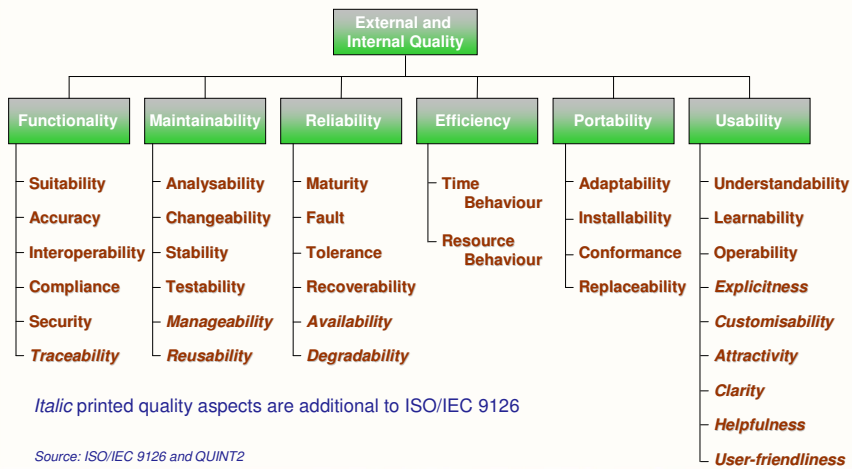 External and
Internal Quality
Functionality
Maintainability
Reliability
Efficiency
Portability
Usability
Suitability
Accuracy
Interoperability
Compliance
Security
Traceability
Analysability
Changeability
Stability
Testability
Manageability
Reusability
Maturity
Fault
Tolerance
Recoverability
Availability
Degradability
Time
Behaviour
Resource
Behaviour
Adaptability
Installability
Conformance
Replaceability
Understandability
Learnability
Operability
Explicitness
Customisability
Attractivity
Clarity
Helpfulness
User-friendliness
Italic printed quality aspects are additional to ISO/IEC 9126
Source: ISO/IEC 9126 and QUINT2